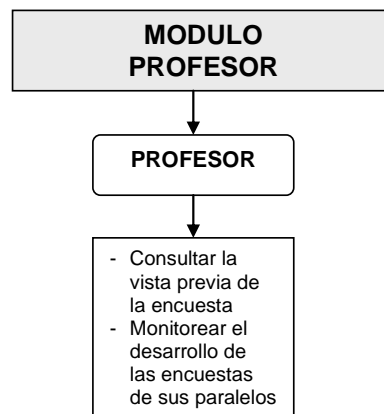 MODULO
PROFESOR
PROFESOR
- Consultar la
vista previa de
la encuesta
- Monitorear el
desarrollo de
las encuestas
de sus paralelos